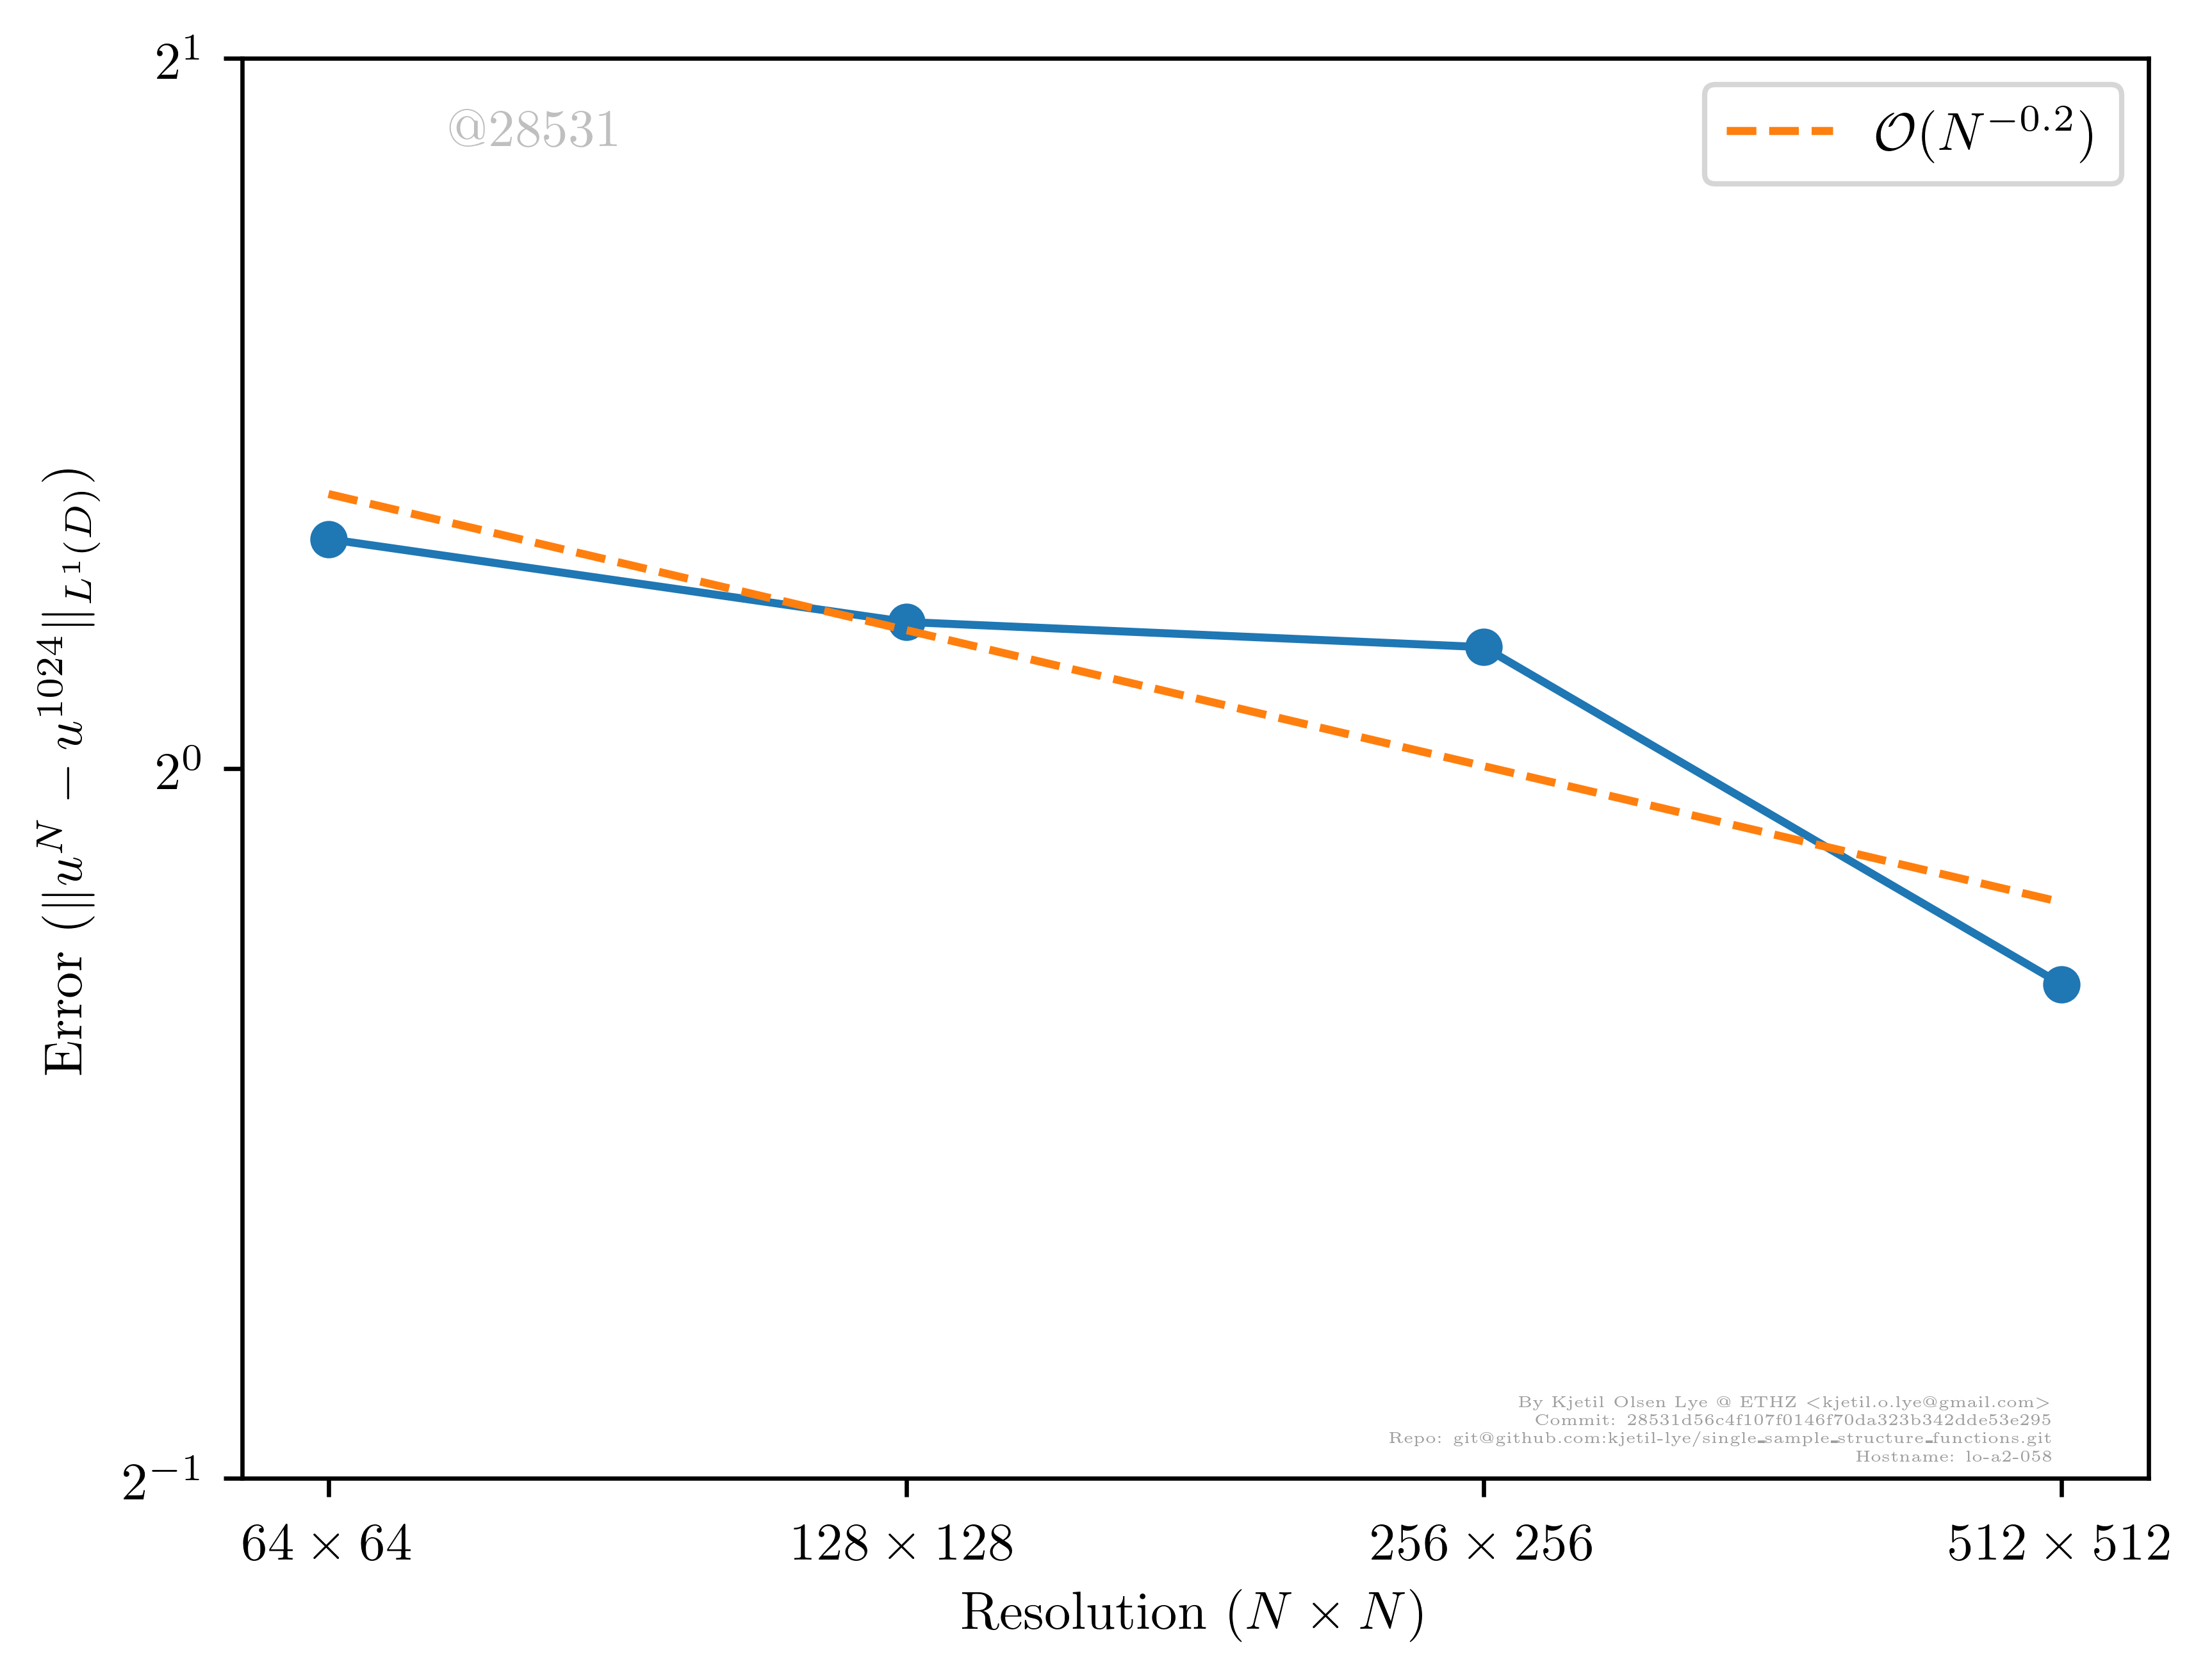 2^1
@28531
O(N^{-0.2})
Error (||u^N − u^{1024}||_{L^1(D)})
2^0
2^{−1}
By Kjetil Olsen Lye @ ETHZ <kjetil.o.lye@gmail.com>
Commit: 28531d56c4f107f0146f70da323b342dde53e295
Repo: git@github.com:kjetil-lye/single_sample_structure_functions.git
Hostname: lo-a2-058
64 × 64 128 × 128 256 × 256 512 × 512
Resolution (N × N)